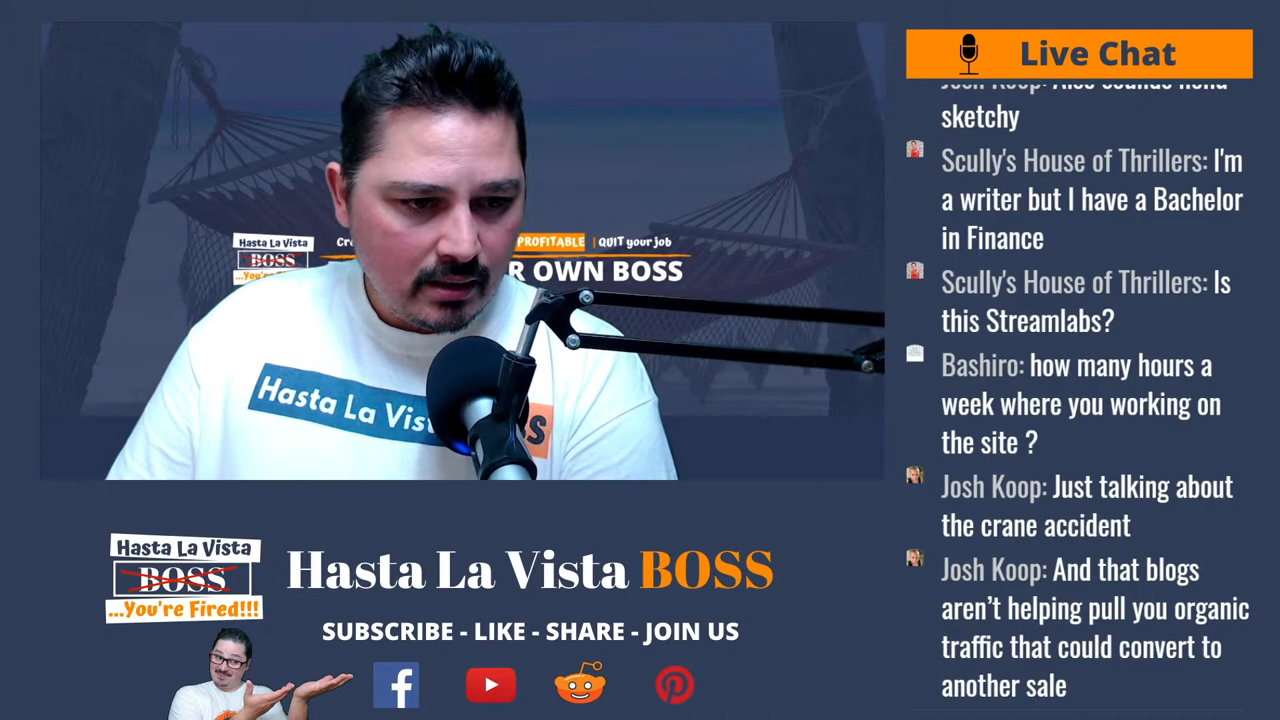 Live Chat
sketchy
Scully's House of Thrillers: I'm
a writer but I have a Bachelor
in Finance
Scully's House of Thrillers: Is
this Streamlabs?
Bashiro: how many hours a
week where you working on
the site ?
Josh Koop: Just talking about
the crane accident
Josh Koop: And that blogs
aren’t helping pull you organic
traffic that could convert to
another sale
Hasta La Vista
BOSS
PROFITABLE | QUIT your job
R OWN BOSS
Hasta La Vist
S
Hasta La Vista
BOSS
...You're Fired!!!
Hasta La Vista BOSS
SUBSCRIBE - LIKE - SHARE - JOIN US